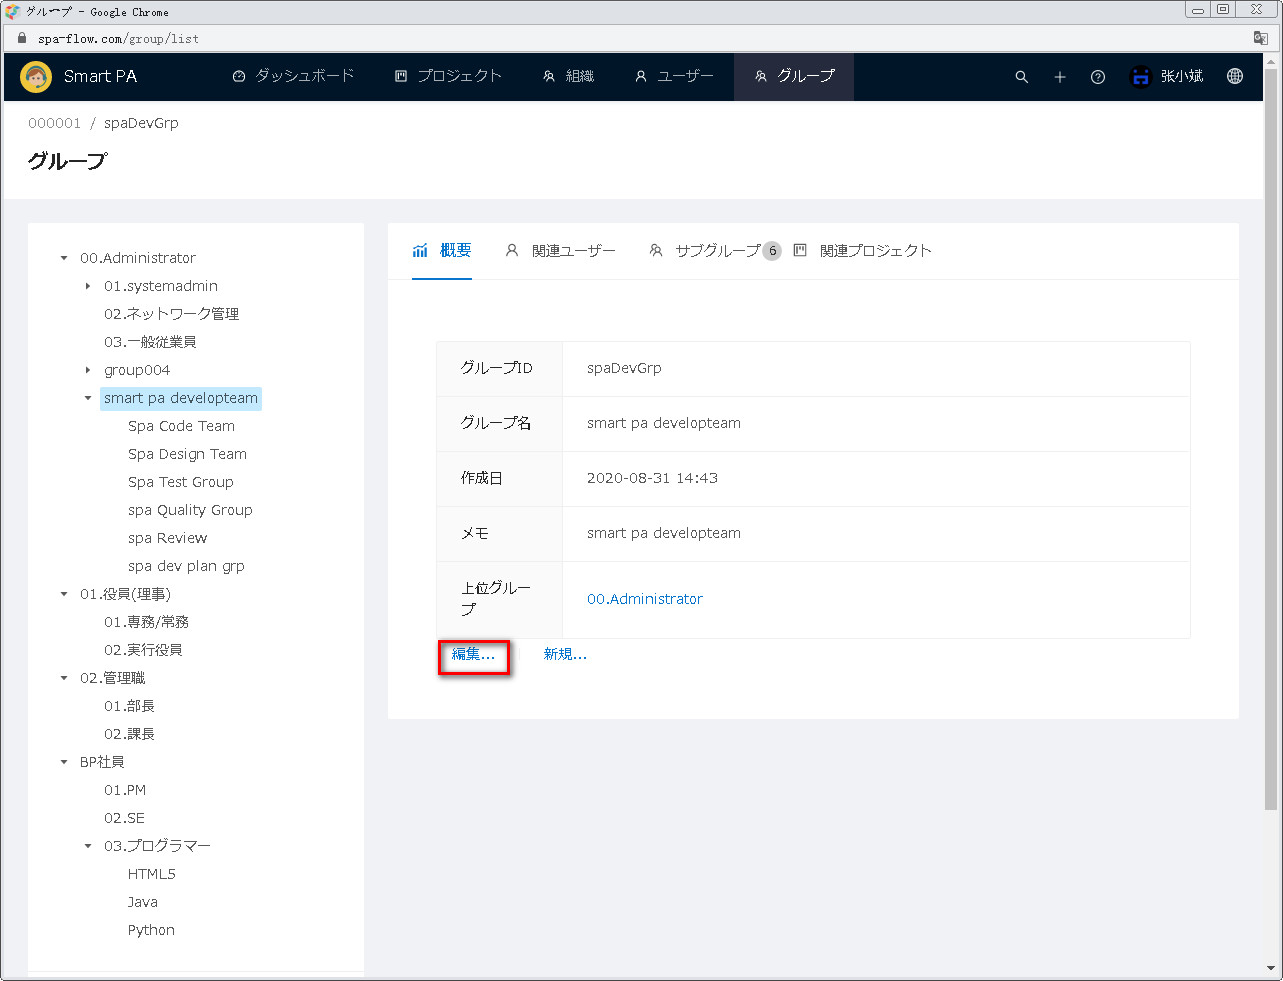 グループ - Google Chrome
spa-flow.com/group/list
Smart PA ダッシュボード プロジェクト 組織 ユーザー グループ 张小斌
000001 / spaDevGrp
グループ
00.Administrator
01.systemadmin
02.ネットワーク管理
03.一般従業員
group004
smart pa developteam
Spa Code Team
Spa Design Team
Spa Test Group
spa Quality Group
spa Review
spa dev plan grp
01.役員(理事)
01.専務/常務
02.実行役員
02.管理職
01.部長
02.課長
BP社員
01.PM
02.SE
03.プログラマー
HTML5
Java
Python
概要 関連ユーザー サブグループ 6 関連プロジェクト
グループID spaDevGrp
グループ名 smart pa developteam
作成日 2020-08-31 14:43
メモ smart pa developteam
上位グルー
プ
00.Administrator
編集... 新規...